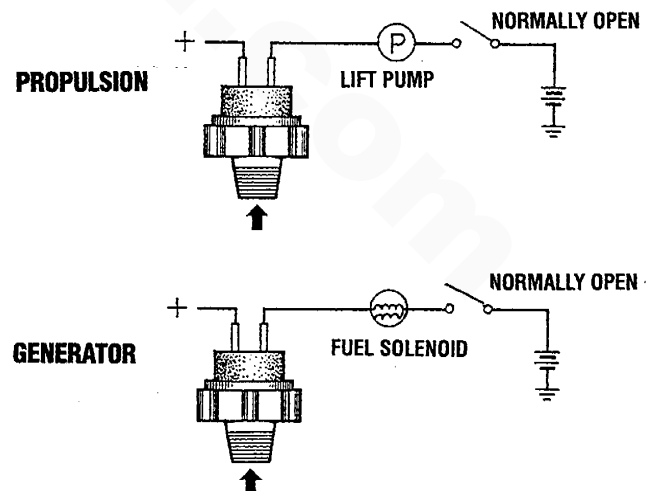 NORMALLY OPEN
+
P
PROPULSION
LIFT PUMP
NORMALLY OPEN
+
GENERATOR
FUEL SOLENOID